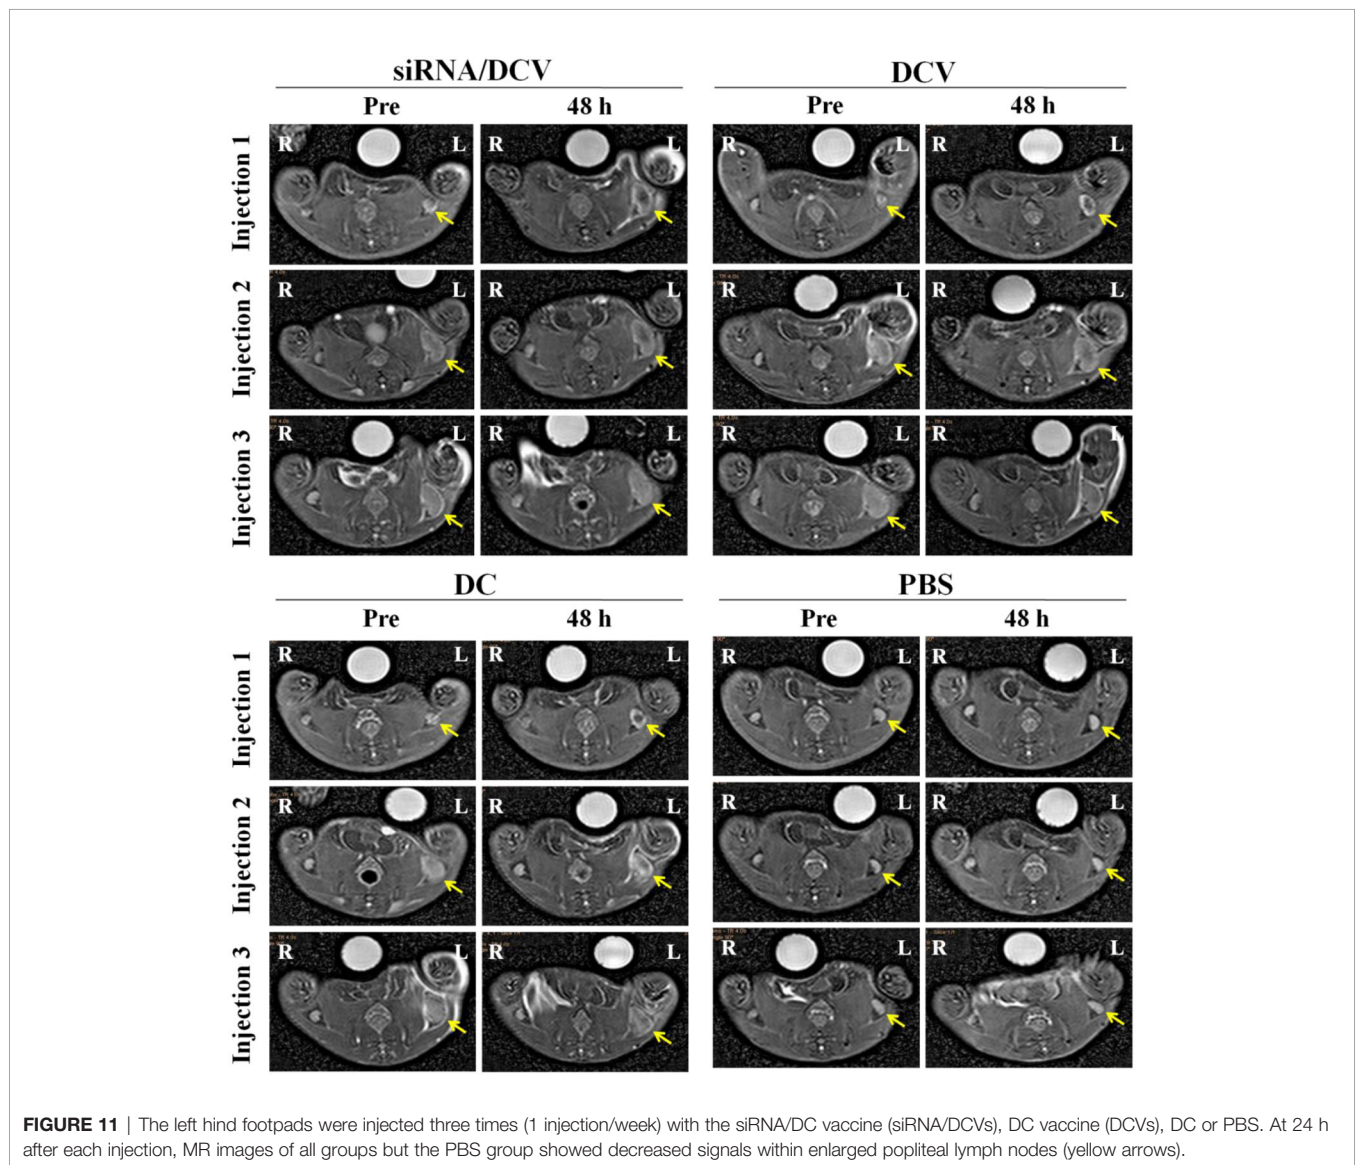 siRNA/DCV DCV
Pre 48 h Pre 48 h
Injection 1 R L R L R L R L
Injection 2 R L R L R L R L
Injection 3 R L R L R L R L
DC PBS
Pre 48 h Pre 48 h
Injection 1 R L R L R L R L
Injection 2 R L R L R L R L
Injection 3 R L R L R L R L
FIGURE 11 | The left hind footpads were injected three times (1 injection/week) with the siRNA/DC vaccine (siRNA/DCVs), DC vaccine (DCVs), DC or PBS. At 24 h
after each injection, MR images of all groups but the PBS group showed decreased signals within enlarged popliteal lymph nodes (yellow arrows).